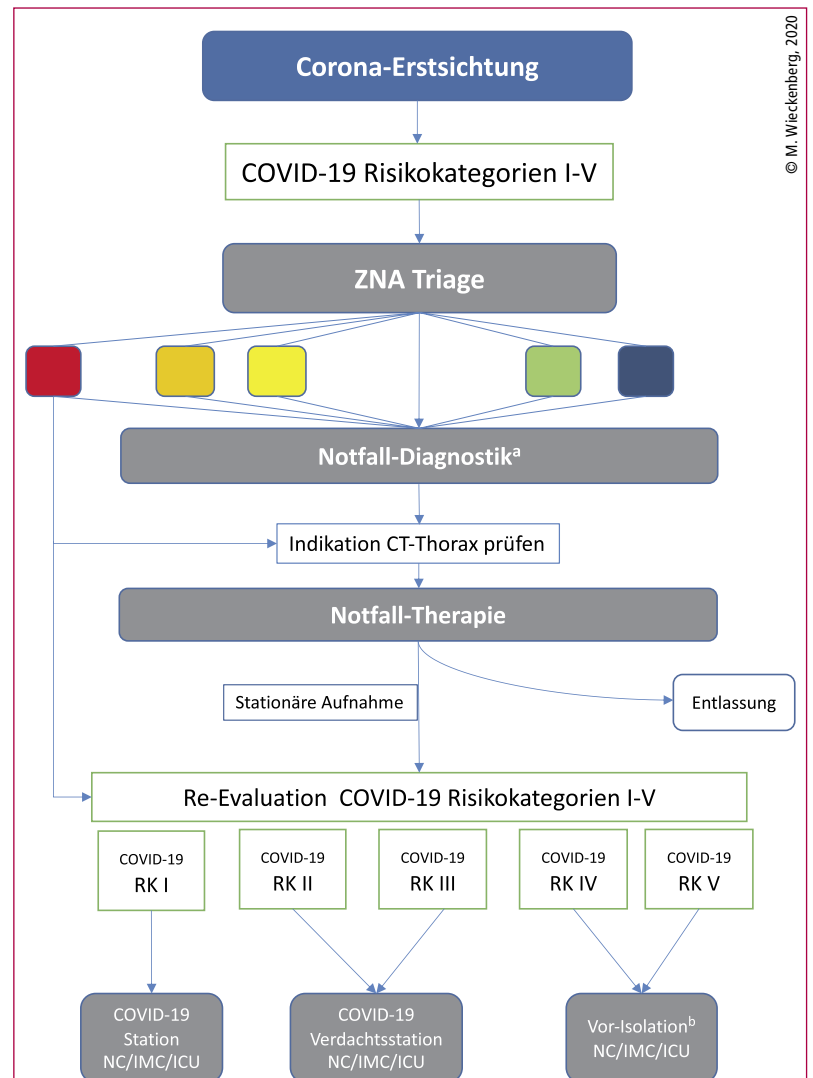 © M. Wieckenberg, 2020
Corona-Erstsichtung
COVID-19 Risikokategorien I-V
ZNA Triage
Notfall-Diagnostikᵃ
Indikation CT-Thorax prüfen
Notfall-Therapie
Stationäre Aufnahme
Entlassung
Re-Evaluation COVID-19 Risikokategorien I-V
COVID-19
RK I
COVID-19
RK II
COVID-19
RK III
COVID-19
RK IV
COVID-19
RK V
COVID-19
Station
NC/IMC/ICU
COVID-19
Verdachtsstation
NC/IMC/ICU
Vor-Isolationᵇ
NC/IMC/ICU